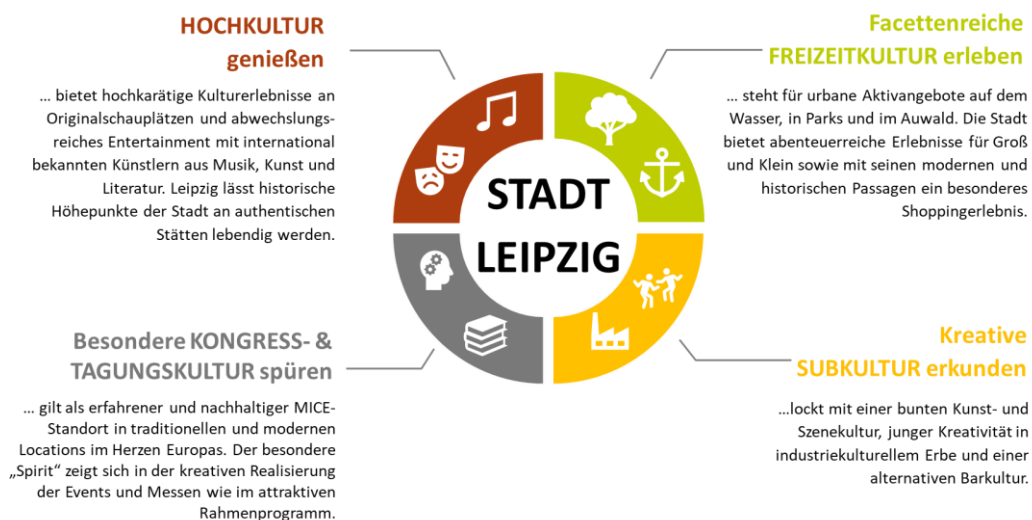 HOCHKULTUR
genießen
... bietet hochkarätige Kulturerlebnisse an
Originalschauplätzen und abwechslungs-
reiches Entertainment mit international
bekannten Künstlern aus Musik, Kunst und
Literatur. Leipzig lässt historische
Höhepunkte der Stadt an authentischen
Stätten lebendig werden.
Facettenreiche
FREIZEITKULTUR erleben
... steht für urbane Aktivangebote auf dem
Wasser, in Parks und im Auwald. Die Stadt
bietet abenteuerreiche Erlebnisse für Groß
und Klein sowie mit seinen modernen und
historischen Passagen ein besonderes
Shoppingerlebnis.
STADT
LEIPZIG
Besondere KONGRESS- &
TAGUNGSKULTUR spüren
... gilt als erfahrener und nachhaltiger MICE-
Standort in traditionellen und modernen
Locations im Herzen Europas. Der besondere
„Spirit“ zeigt sich in der kreativen Realisierung
der Events und Messen wie im attraktiven
Rahmenprogramm.
Kreative
SUBKULTUR erkunden
...lockt mit einer bunten Kunst- und
Szenekultur, junger Kreativität in
industriekulturellem Erbe und einer
alternativen Barkultur.